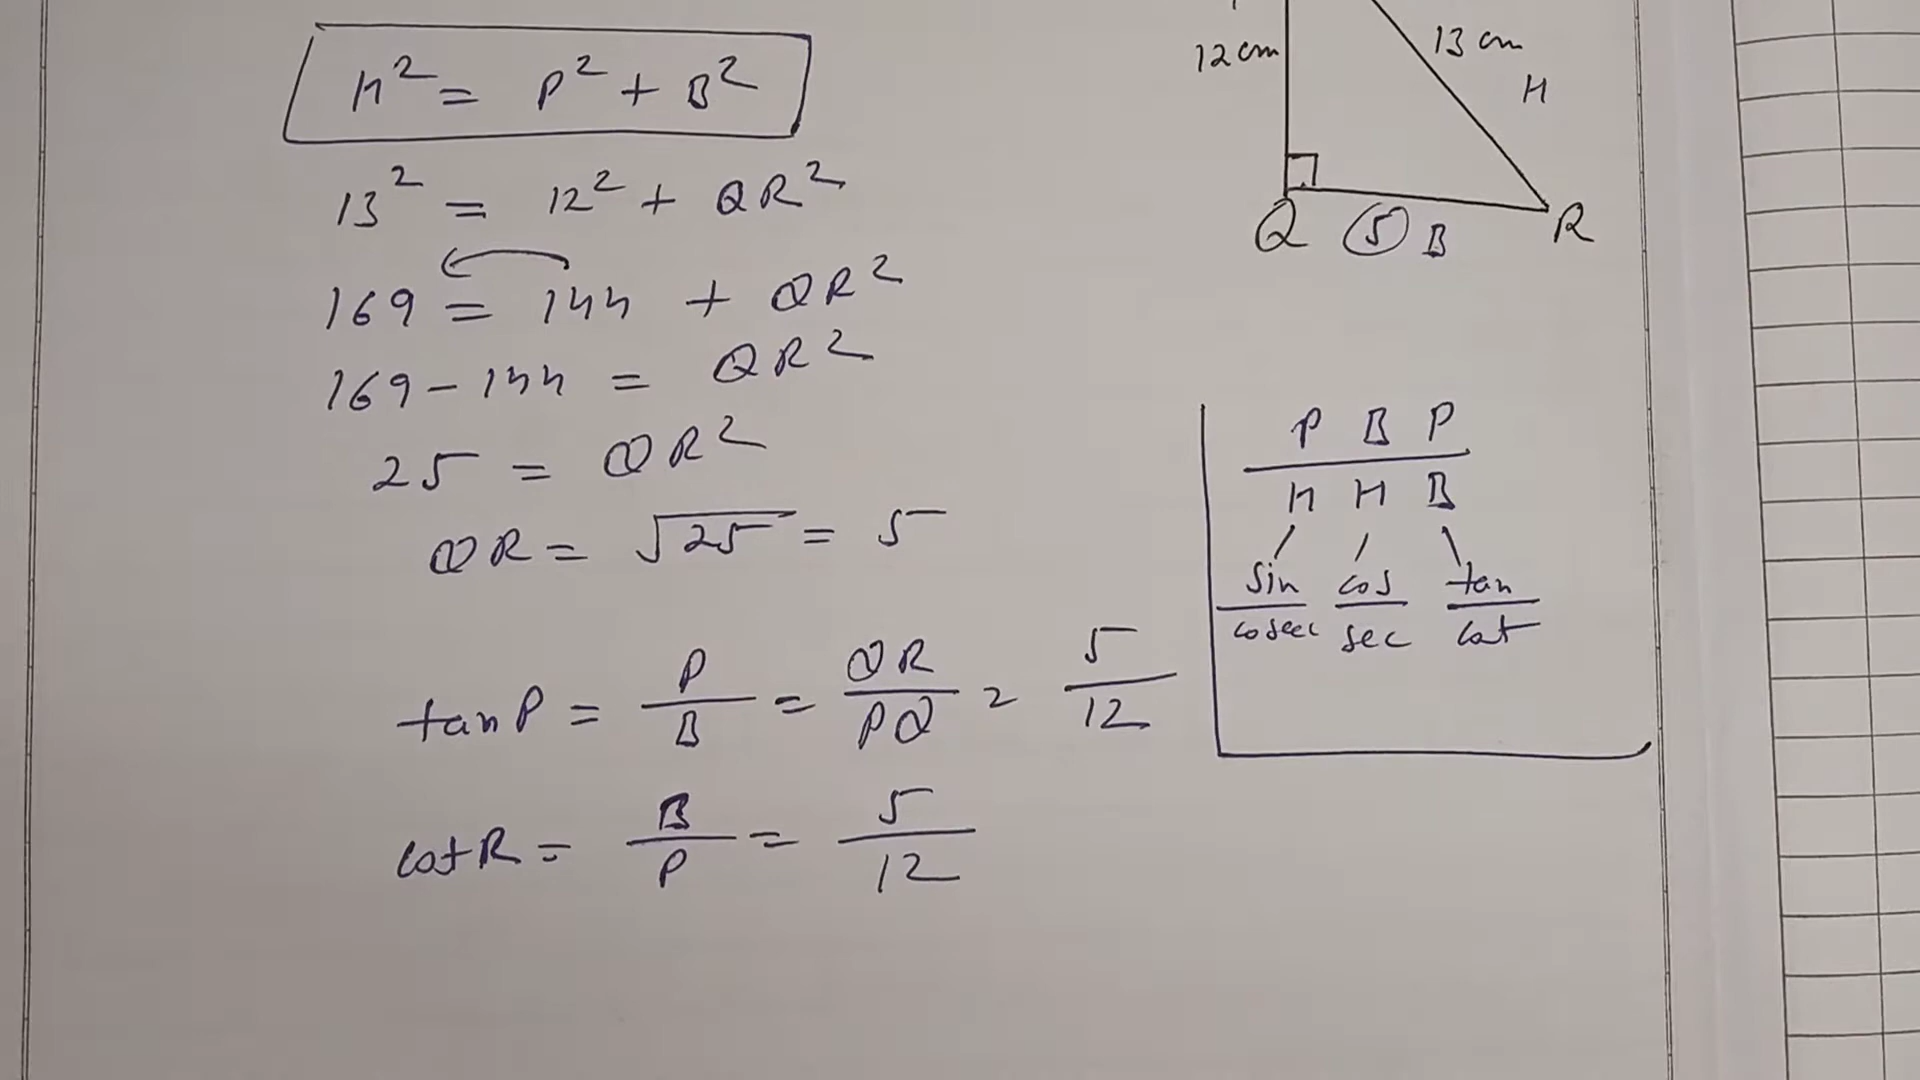 H² = P² + B²
13² = 12² + QR²
169 = 144 + QR²
169 - 144 = QR²
25 = QR²
QR = √25 = 5
tan P = P/B = QR/PQ = 5/12
cot R = B/P = 5/12
12 cm
13 cm
H
Q 5 B R
P B P
H H B
sin cos tan
cosec sec cot